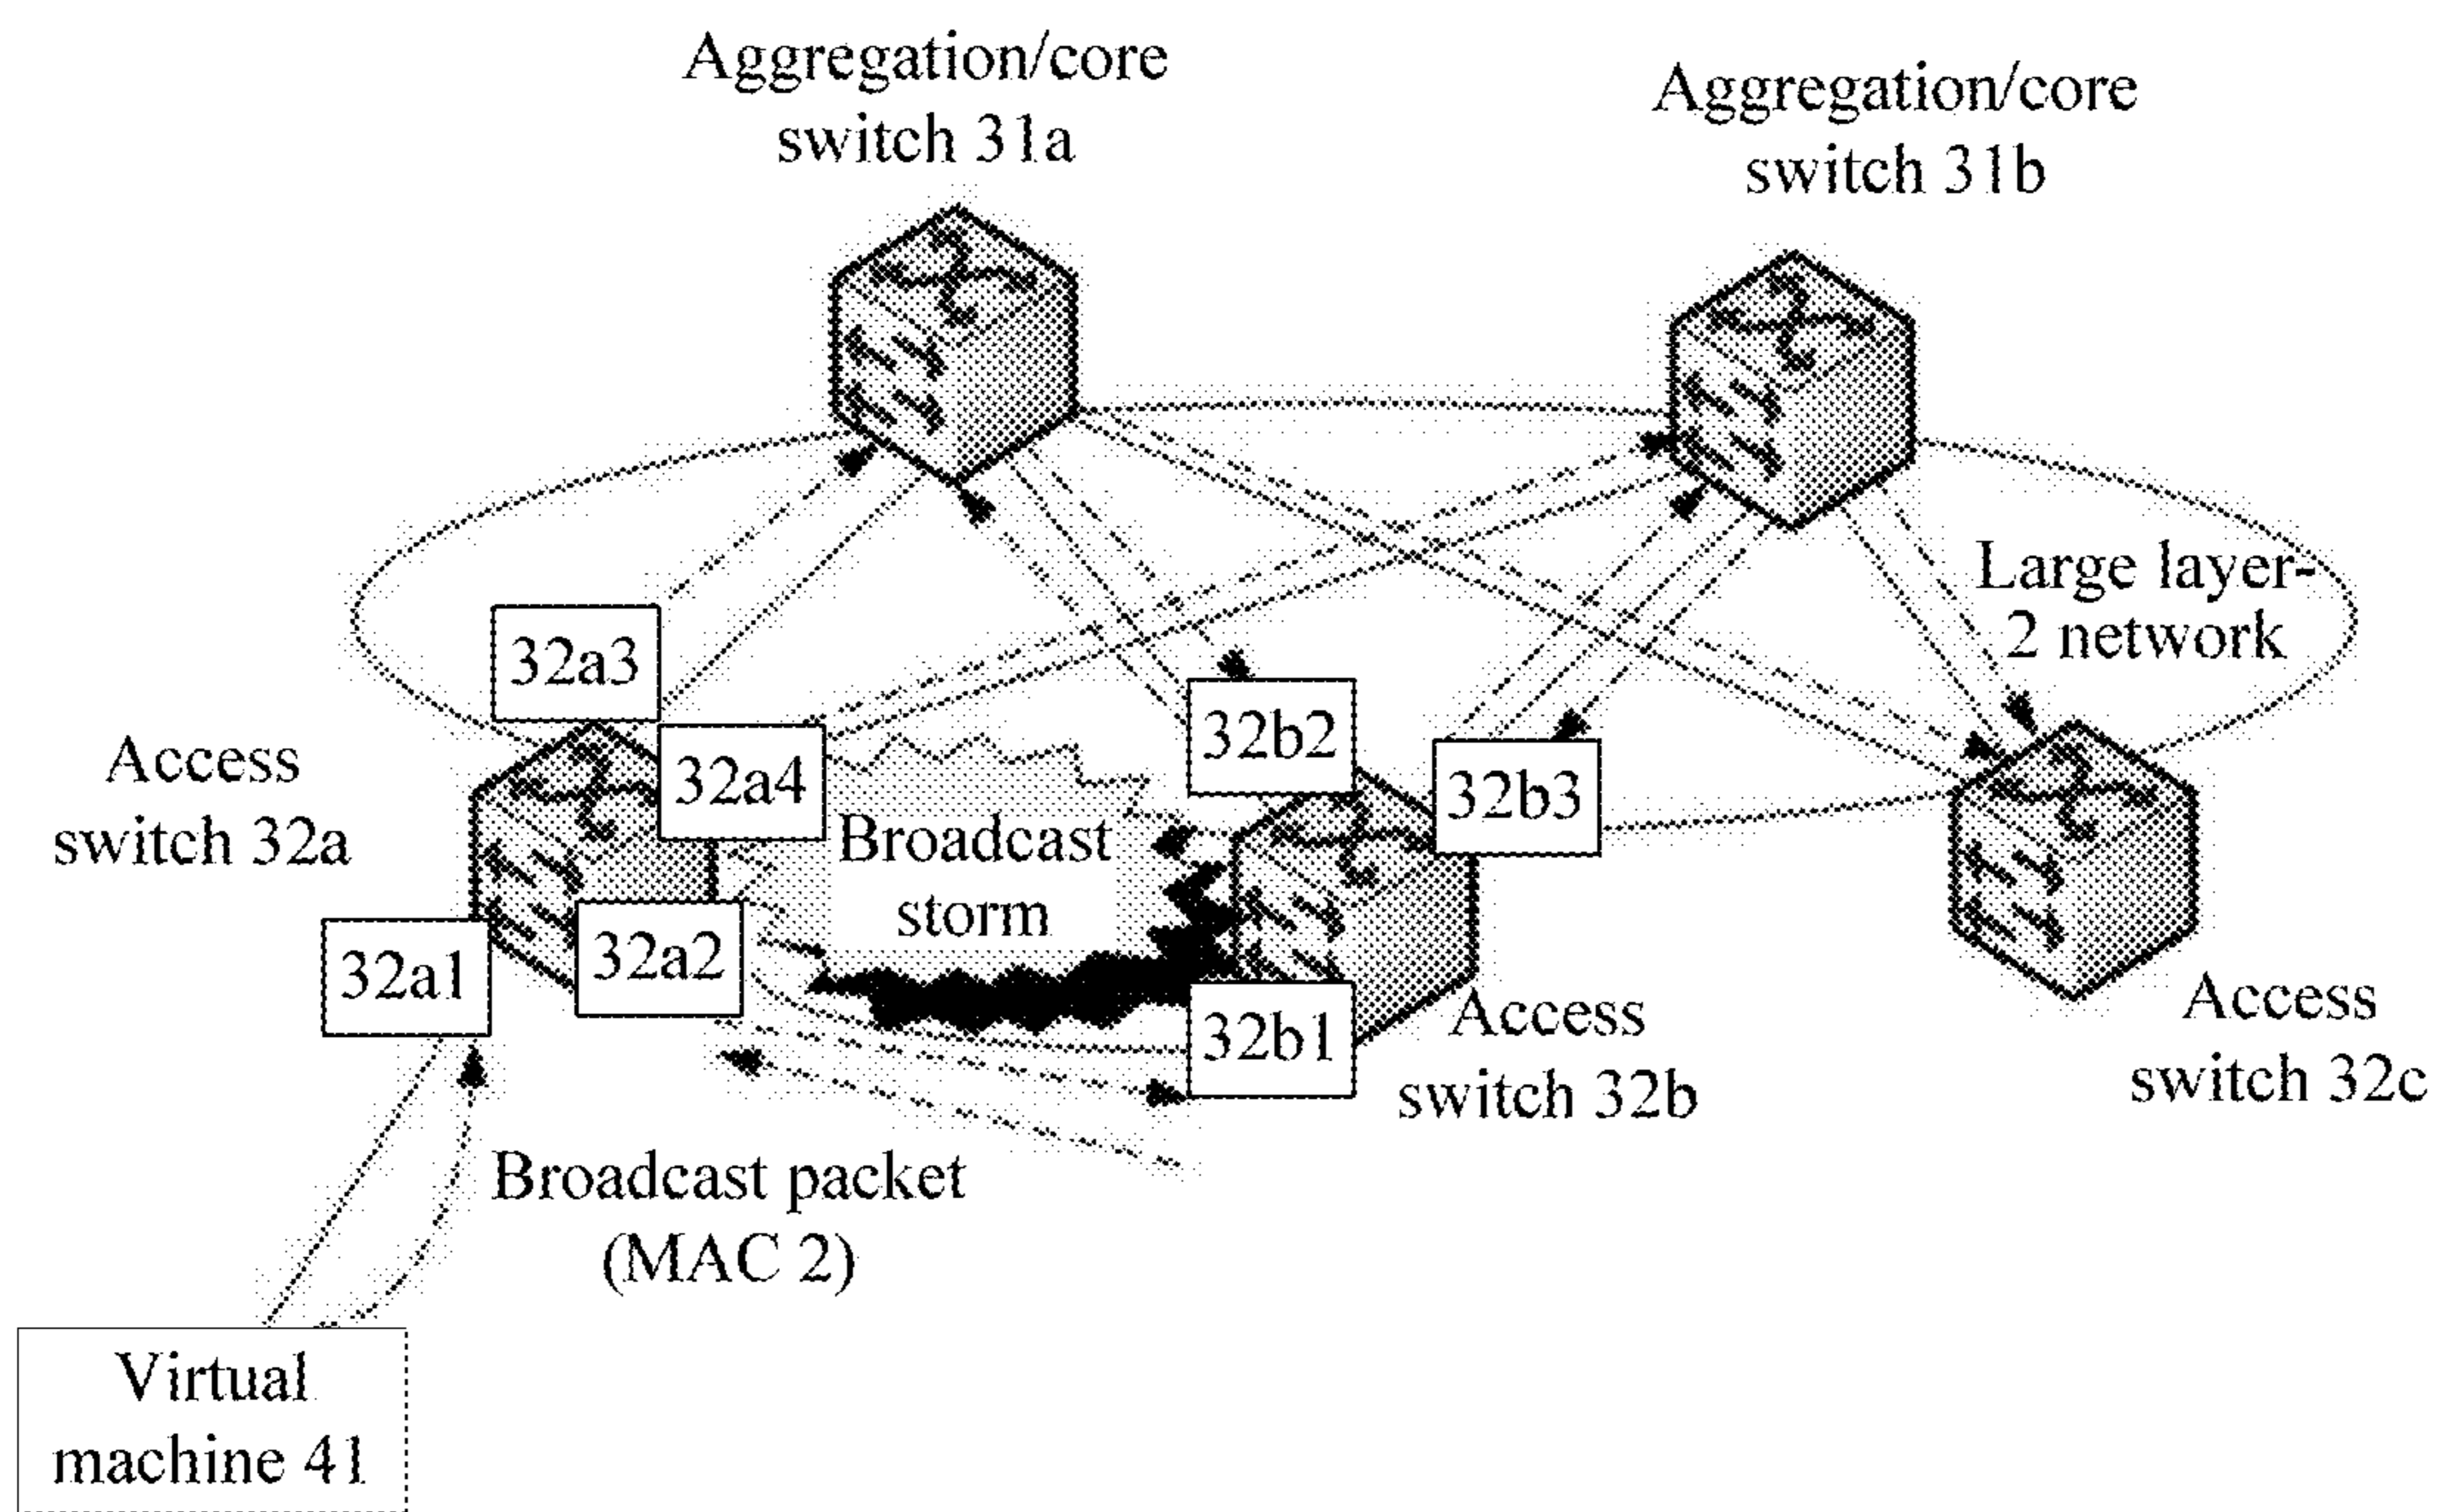 Aggregation/core
switch 31a
Aggregation/core
switch 31b
Large layer-
2 network
32a3
32a4
32b2
32b3
Access
switch 32a
Broadcast
storm
32a1
32a2
32b1
Access
switch 32b
Access
switch 32c
Broadcast packet
(MAC 2)
Virtual
machine 41